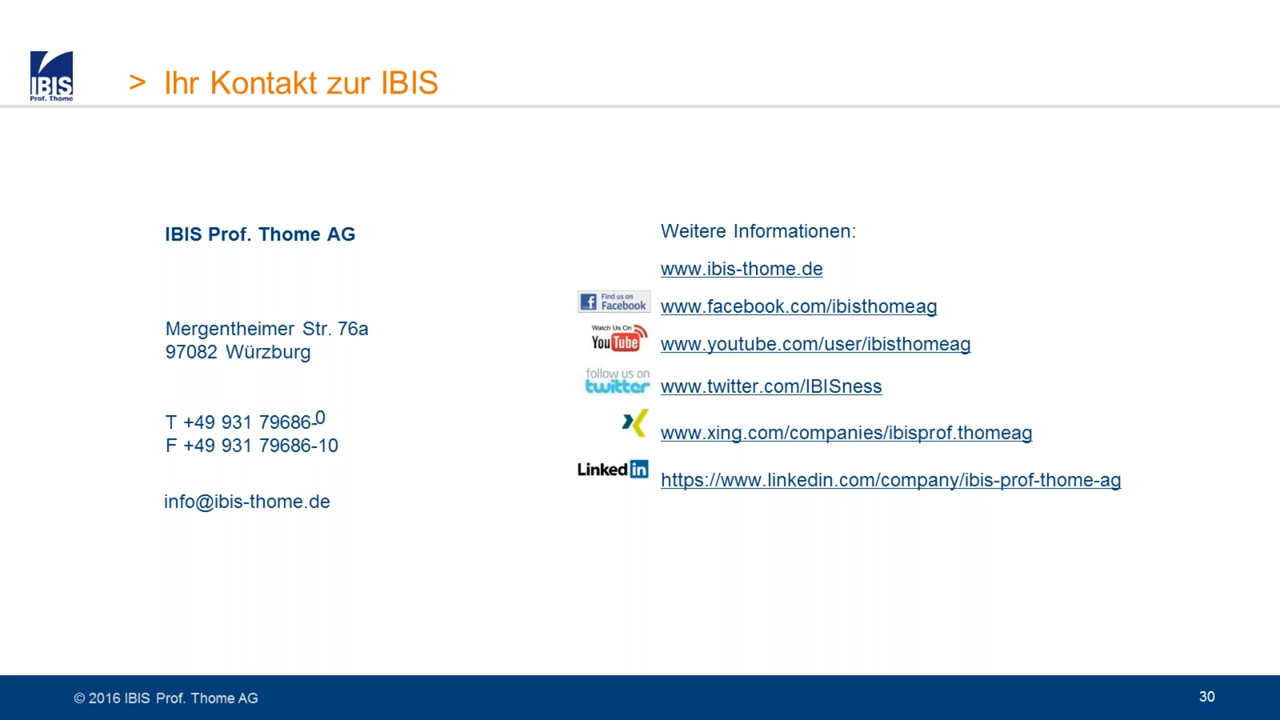 IBIS
Prof. Thome
> Ihr Kontakt zur IBIS
IBIS Prof. Thome AG
Mergentheimer Str. 76a
97082 Würzburg
T +49 931 79686-0
F +49 931 79686-10
info@ibis-thome.de
Weitere Informationen:
www.ibis-thome.de
Find us on
Facebook
www.facebook.com/ibisthomeag
Watch Us On
YouTube
www.youtube.com/user/ibisthomeag
follow us on
twitter
www.twitter.com/IBISness
www.xing.com/companies/ibisprof.thomeag
Linked in
https://www.linkedin.com/company/ibis-prof-thome-ag
© 2016 IBIS Prof. Thome AG
30